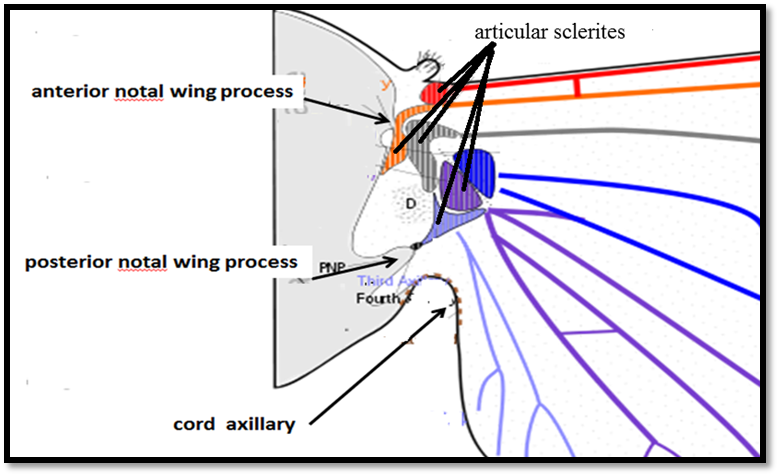 articular sclerites
anterior notal wing process
D
posterior notal wing process
PNP
Third Ax
Fourth
cord axillary